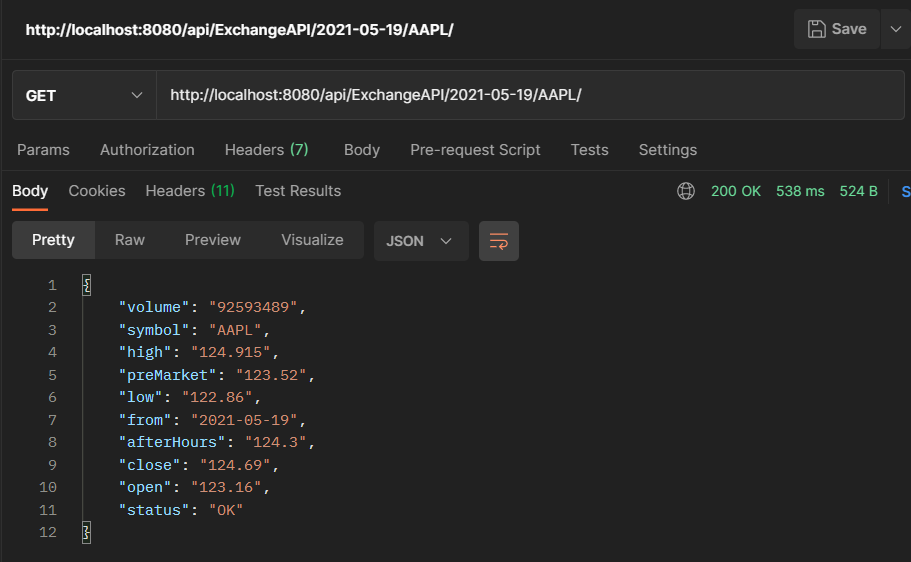 http://localhost:8080/api/ExchangeAPI/2021-05-19/AAPL/ Save
GET http://localhost:8080/api/ExchangeAPI/2021-05-19/AAPL/
Params Authorization Headers (7) Body Pre-request Script Tests Settings
Body Cookies Headers (11) Test Results 200 OK 538 ms 524 B S
Pretty Raw Preview Visualize JSON
1 {
2 "volume": "92593489",
3 "symbol": "AAPL",
4 "high": "124.915",
5 "preMarket": "123.52",
6 "low": "122.86",
7 "from": "2021-05-19",
8 "afterHours": "124.3",
9 "close": "124.69",
10 "open": "123.16",
11 "status": "OK"
12 }